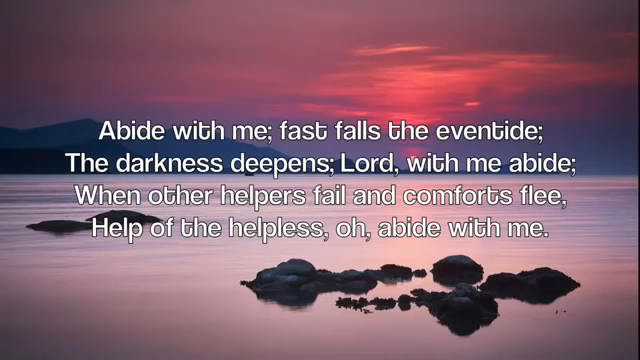 Abide with me; fast falls the eventide;
The darkness deepens; Lord, with me abide;
When other helpers fail and comforts flee,
Help of the helpless, oh, abide with me.